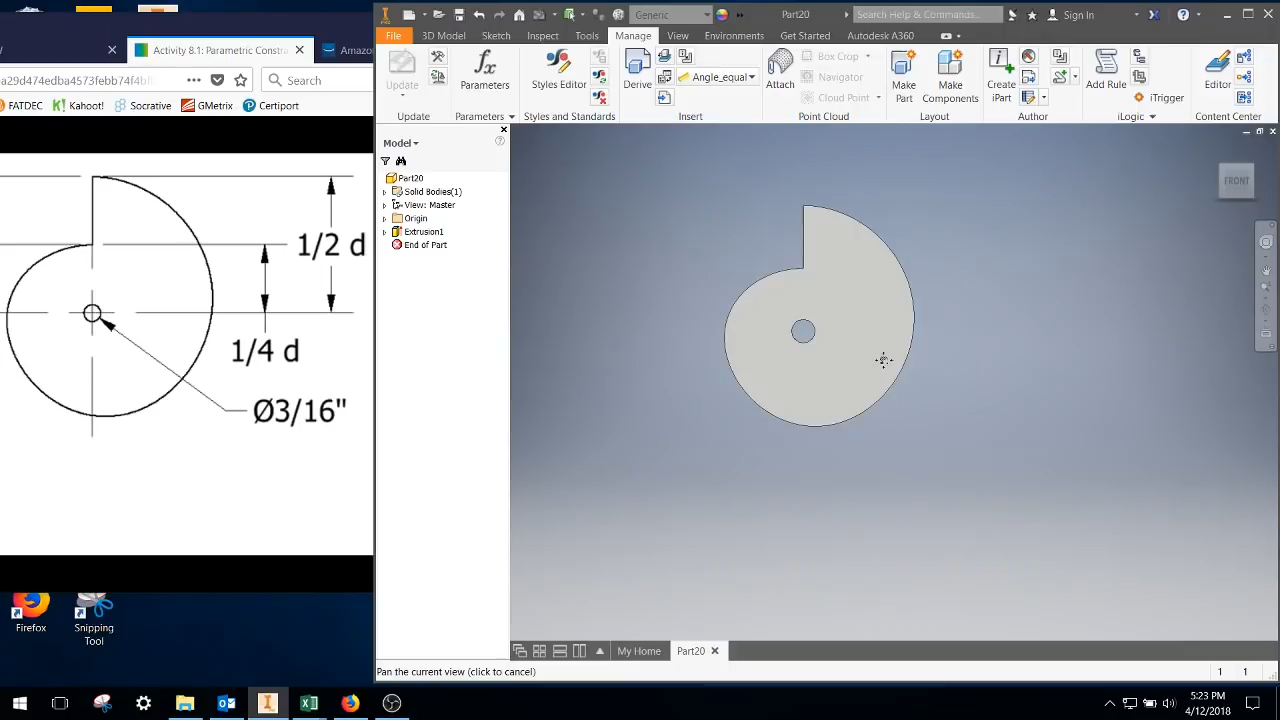 Generic
Part20
Search Help & Commands...
Sign In
Activity 8.1: Parametric Constra
Amazo
File
3D Model
Sketch
Inspect
Tools
Manage
View
Environments
Get Started
Autodesk A360
a29d474edba4573febb74f4b
Search
FATDEC
Kahoot!
Socrative
GMetrix
Certiport
Update
Parameters
Styles Editor
Derive
Angle_equal
Attach
Box Crop
Navigator
Cloud Point
Make
Part
Make
Components
Create
iPart
Add Rule
iTrigger
Editor
Update
Parameters
Styles and Standards
Insert
Point Cloud
Layout
Author
iLogic
Content Center
Model
Part20
Solid Bodies(1)
View: Master
Origin
Extrusion1
End of Part
FRONT
1/2 d
1/4 d
Ø3/16"
Firefox
Snipping
Tool
My Home
Part20
Pan the current view (click to cancel)
1
1
5:23 PM
4/12/2018